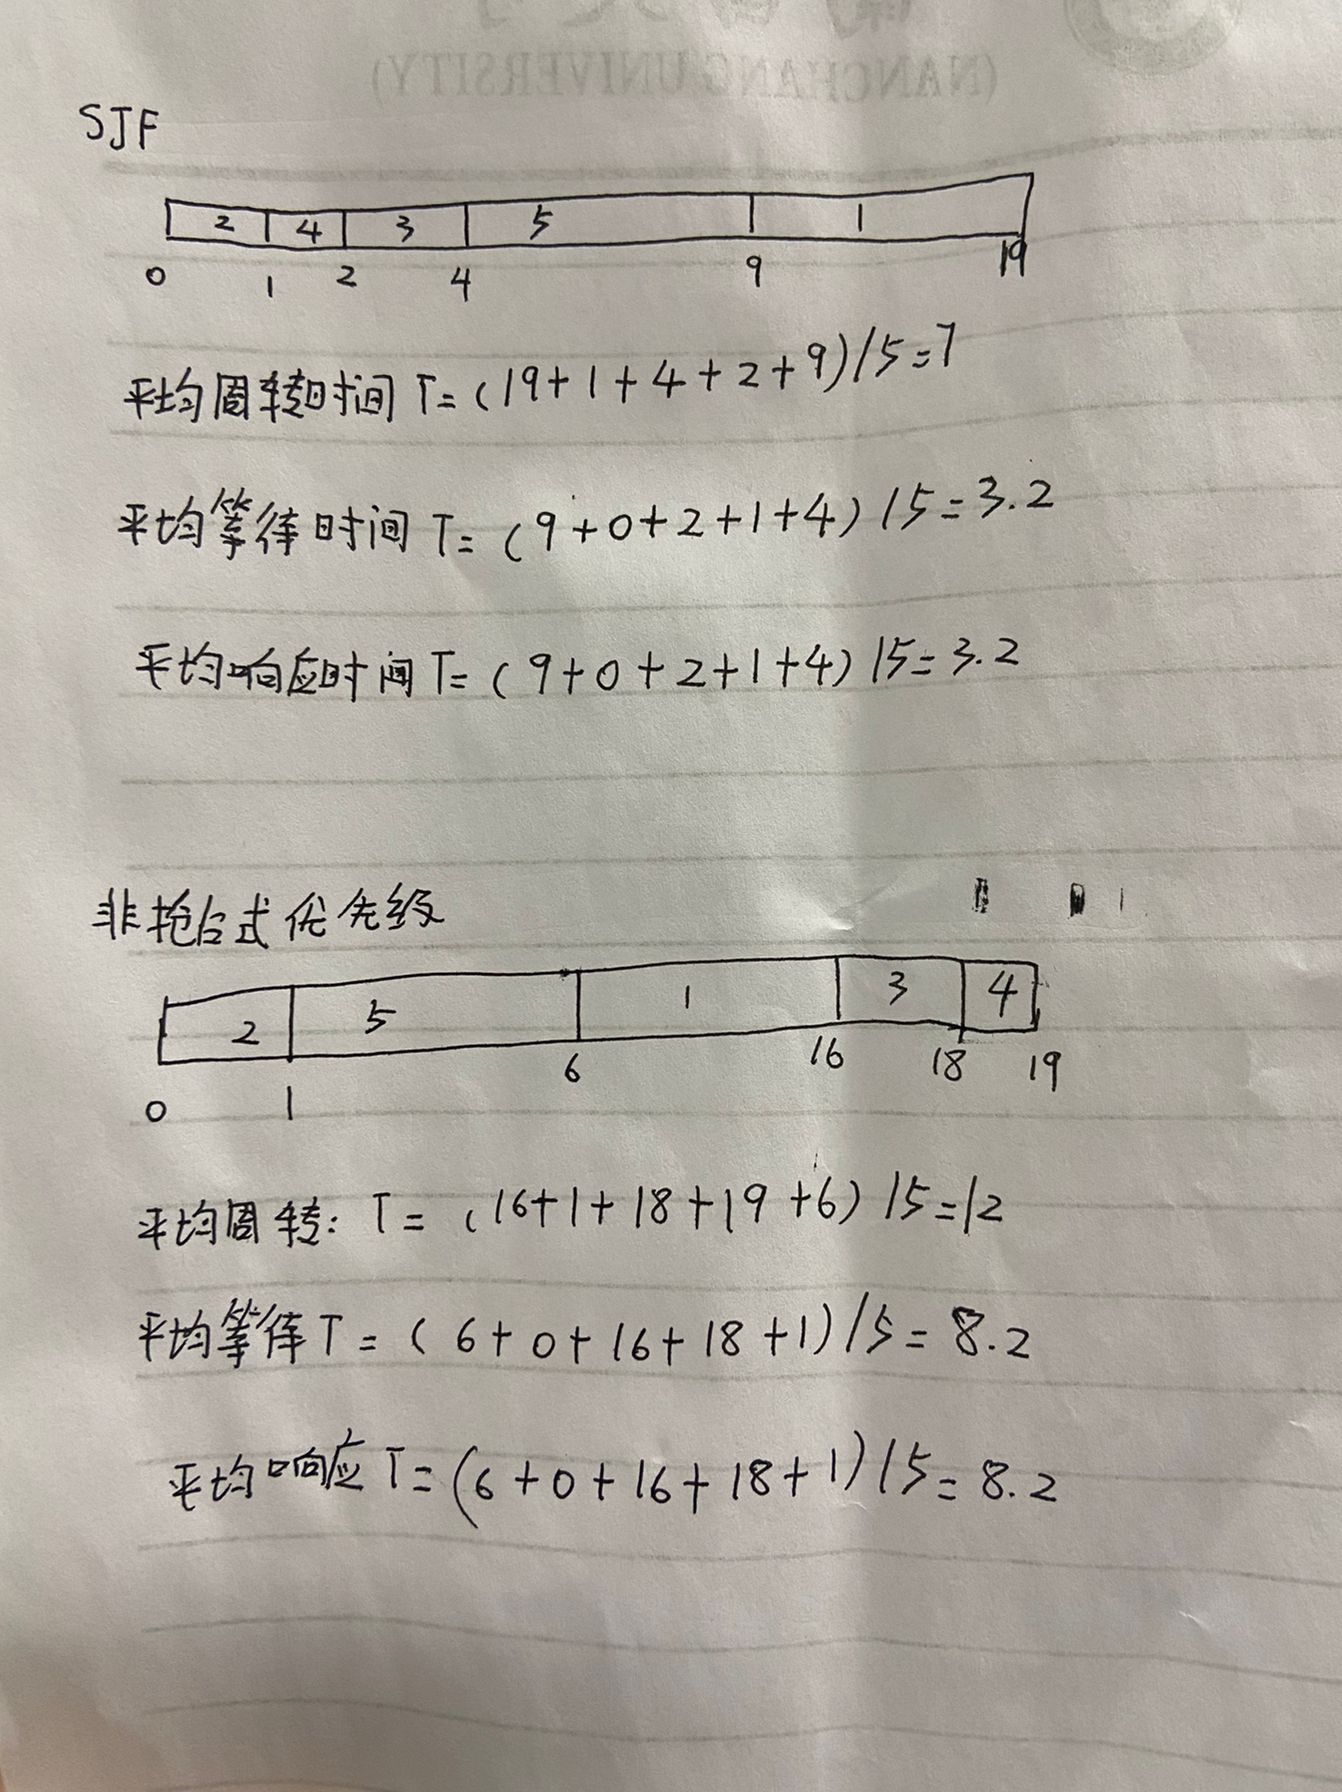 (NANCHANG UNIVERSITY)
SJF
2 4 3 5 1
0 1 2 4 9 19
平均周转时间 T=(19+1+4+2+9)/5=7
平均等待时间 T=(9+0+2+1+4)/5=3.2
平均响应时间 T=(9+0+2+1+4)/5=3.2
非抢占式优先级
2 5 1 3 4
0 1 6 16 18 19
平均周转: T=(16+1+18+19+6)/5=12
平均等待 T=(6+0+16+18+1)/5=8.2
平均响应 T=(6+0+16+18+1)/5=8.2